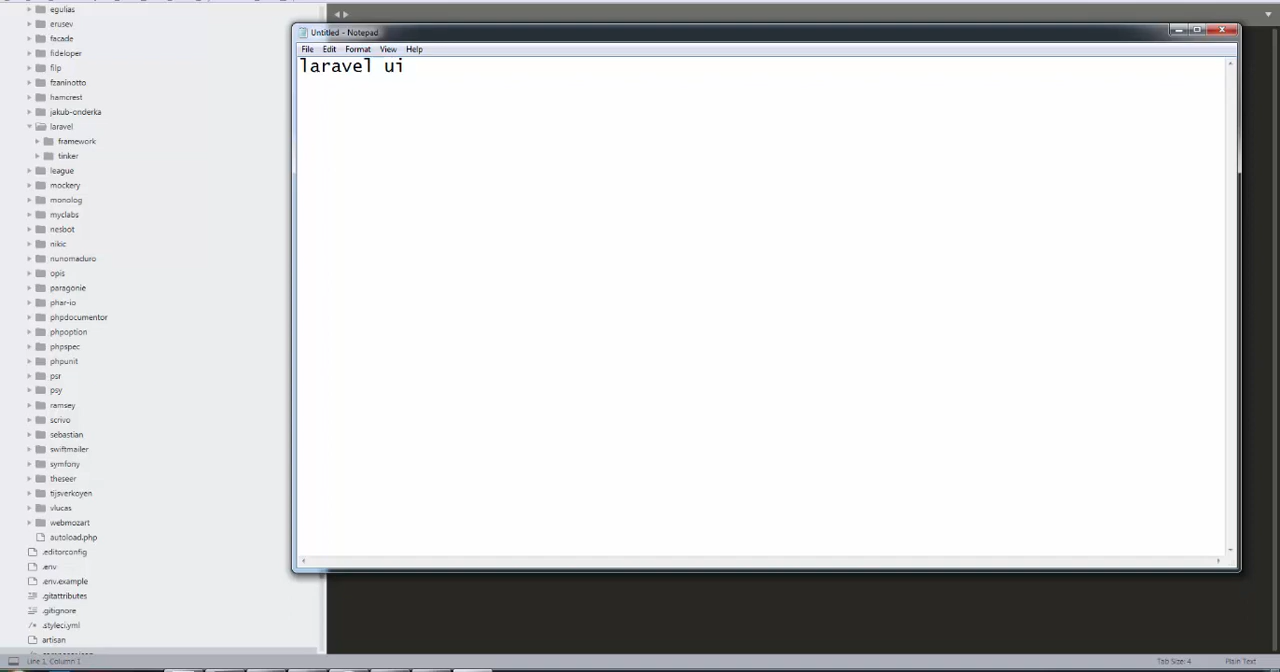 egulias
erusev
facade
fideloper
filp
fzaninotto
hamcrest
jakub-onderka
laravel
framework
tinker
league
mockery
monolog
myclabs
nesbot
nikic
nunomaduro
opis
paragonie
phar-io
phpdocumentor
phpoption
phpspec
phpunit
psr
psy
ramsey
scrivo
sebastian
swiftmailer
symfony
theseer
tijsverkoyen
vlucas
webmozart
autoload.php
.editorconfig
.env
.env.example
.gitattributes
.gitignore
.styleci.yml
artisan
Untitled - Notepad
File Edit Format View Help
laravel ui
Line 1, Column 1
Tab Size: 4
Plain Text